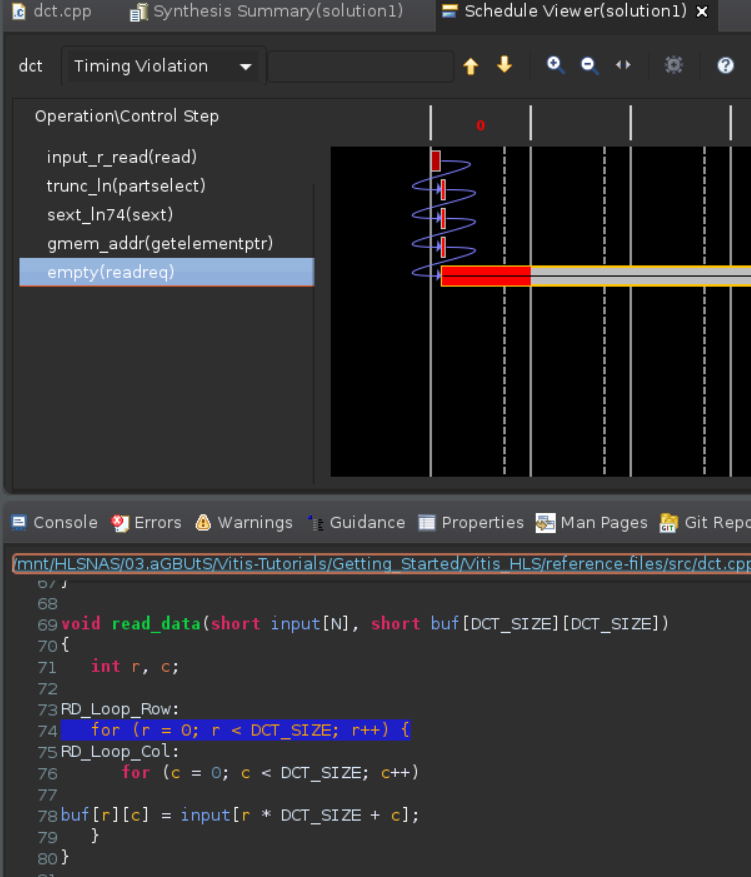 dct.cpp Synthesis Summary(solution1) Schedule Viewer(solution1)
dct Timing Violation
Operation\Control Step 0
input_r_read(read)
trunc_ln(partselect)
sext_ln74(sext)
gmem_addr(getelementptr)
empty(readreq)
Console Errors Warnings Guidance Properties Man Pages Git Repo
/mnt/HLSNAS/03.aGBUtS/Vitis-Tutorials/Getting_Started/Vitis_HLS/reference-files/src/dct.cpp
67 }
68
69 void read_data(short input[N], short buf[DCT_SIZE][DCT_SIZE])
70 {
71 int r, c;
72
73 RD_Loop_Row:
74 for (r = 0; r < DCT_SIZE; r++) {
75 RD_Loop_Col:
76 for (c = 0; c < DCT_SIZE; c++)
77
78 buf[r][c] = input[r * DCT_SIZE + c];
79 }
80 }